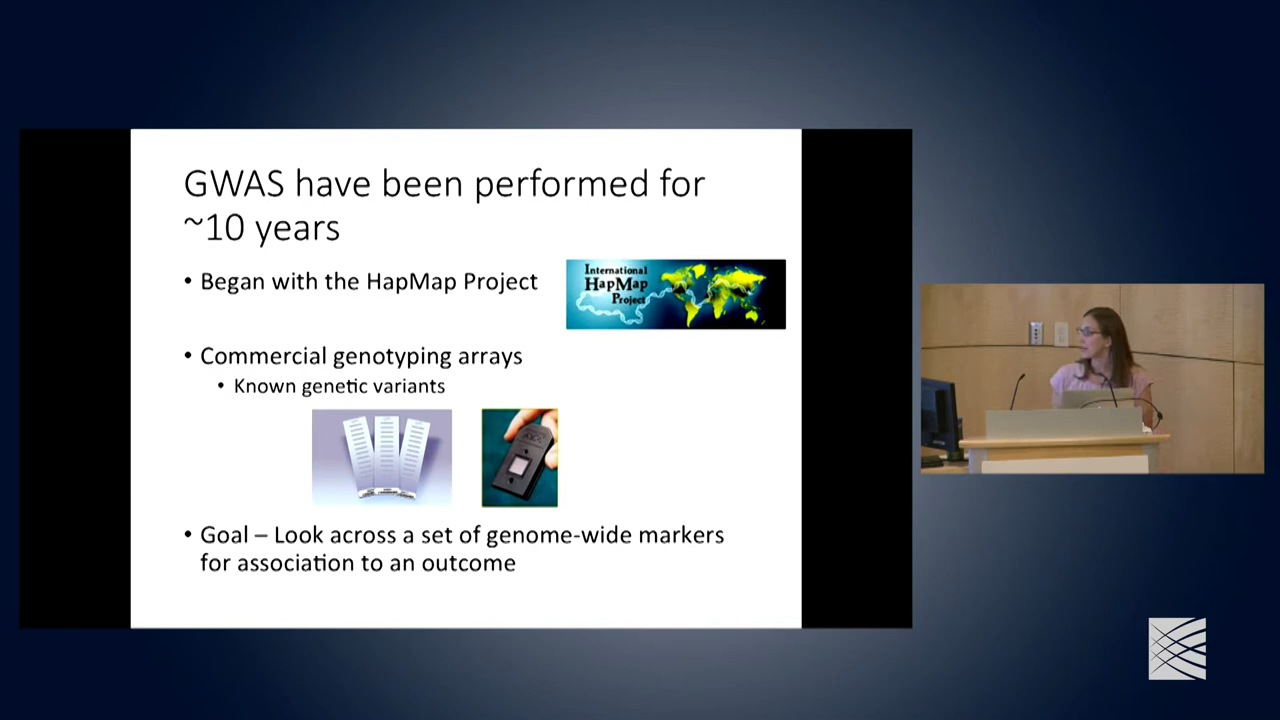 GWAS have been performed for
~10 years
• Began with the HapMap Project
International
HapMap
Project
• Commercial genotyping arrays
• Known genetic variants
• Goal – Look across a set of genome-wide markers
for association to an outcome